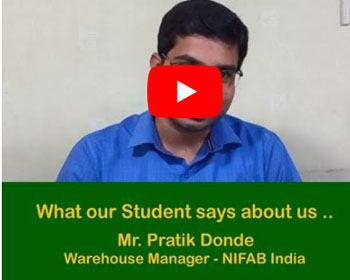 What our Student says about us ..
Mr. Pratik Donde
Warehouse Manager - NIFAB India